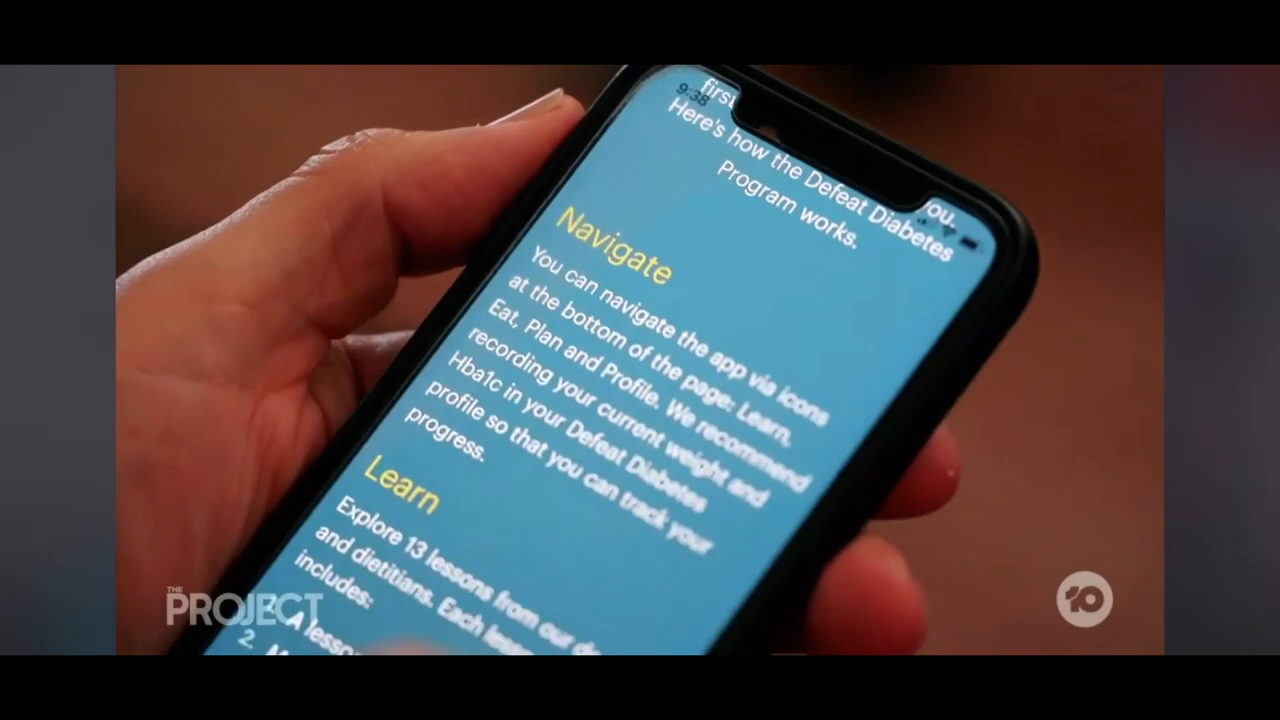 first
9:38
you.
Here's how the Defeat Diabetes
Program works.
Navigate
You can navigate the app via icons
at the bottom of the page: Learn,
Eat, Plan and Profile. We recommend
recording your current weight and
Hba1c in your Defeat Diabetes
profile so that you can track your
progress.
Learn
Explore 13 lessons from our
and dietitians. Each
includes:
A
2.
THE
PROJECT
10